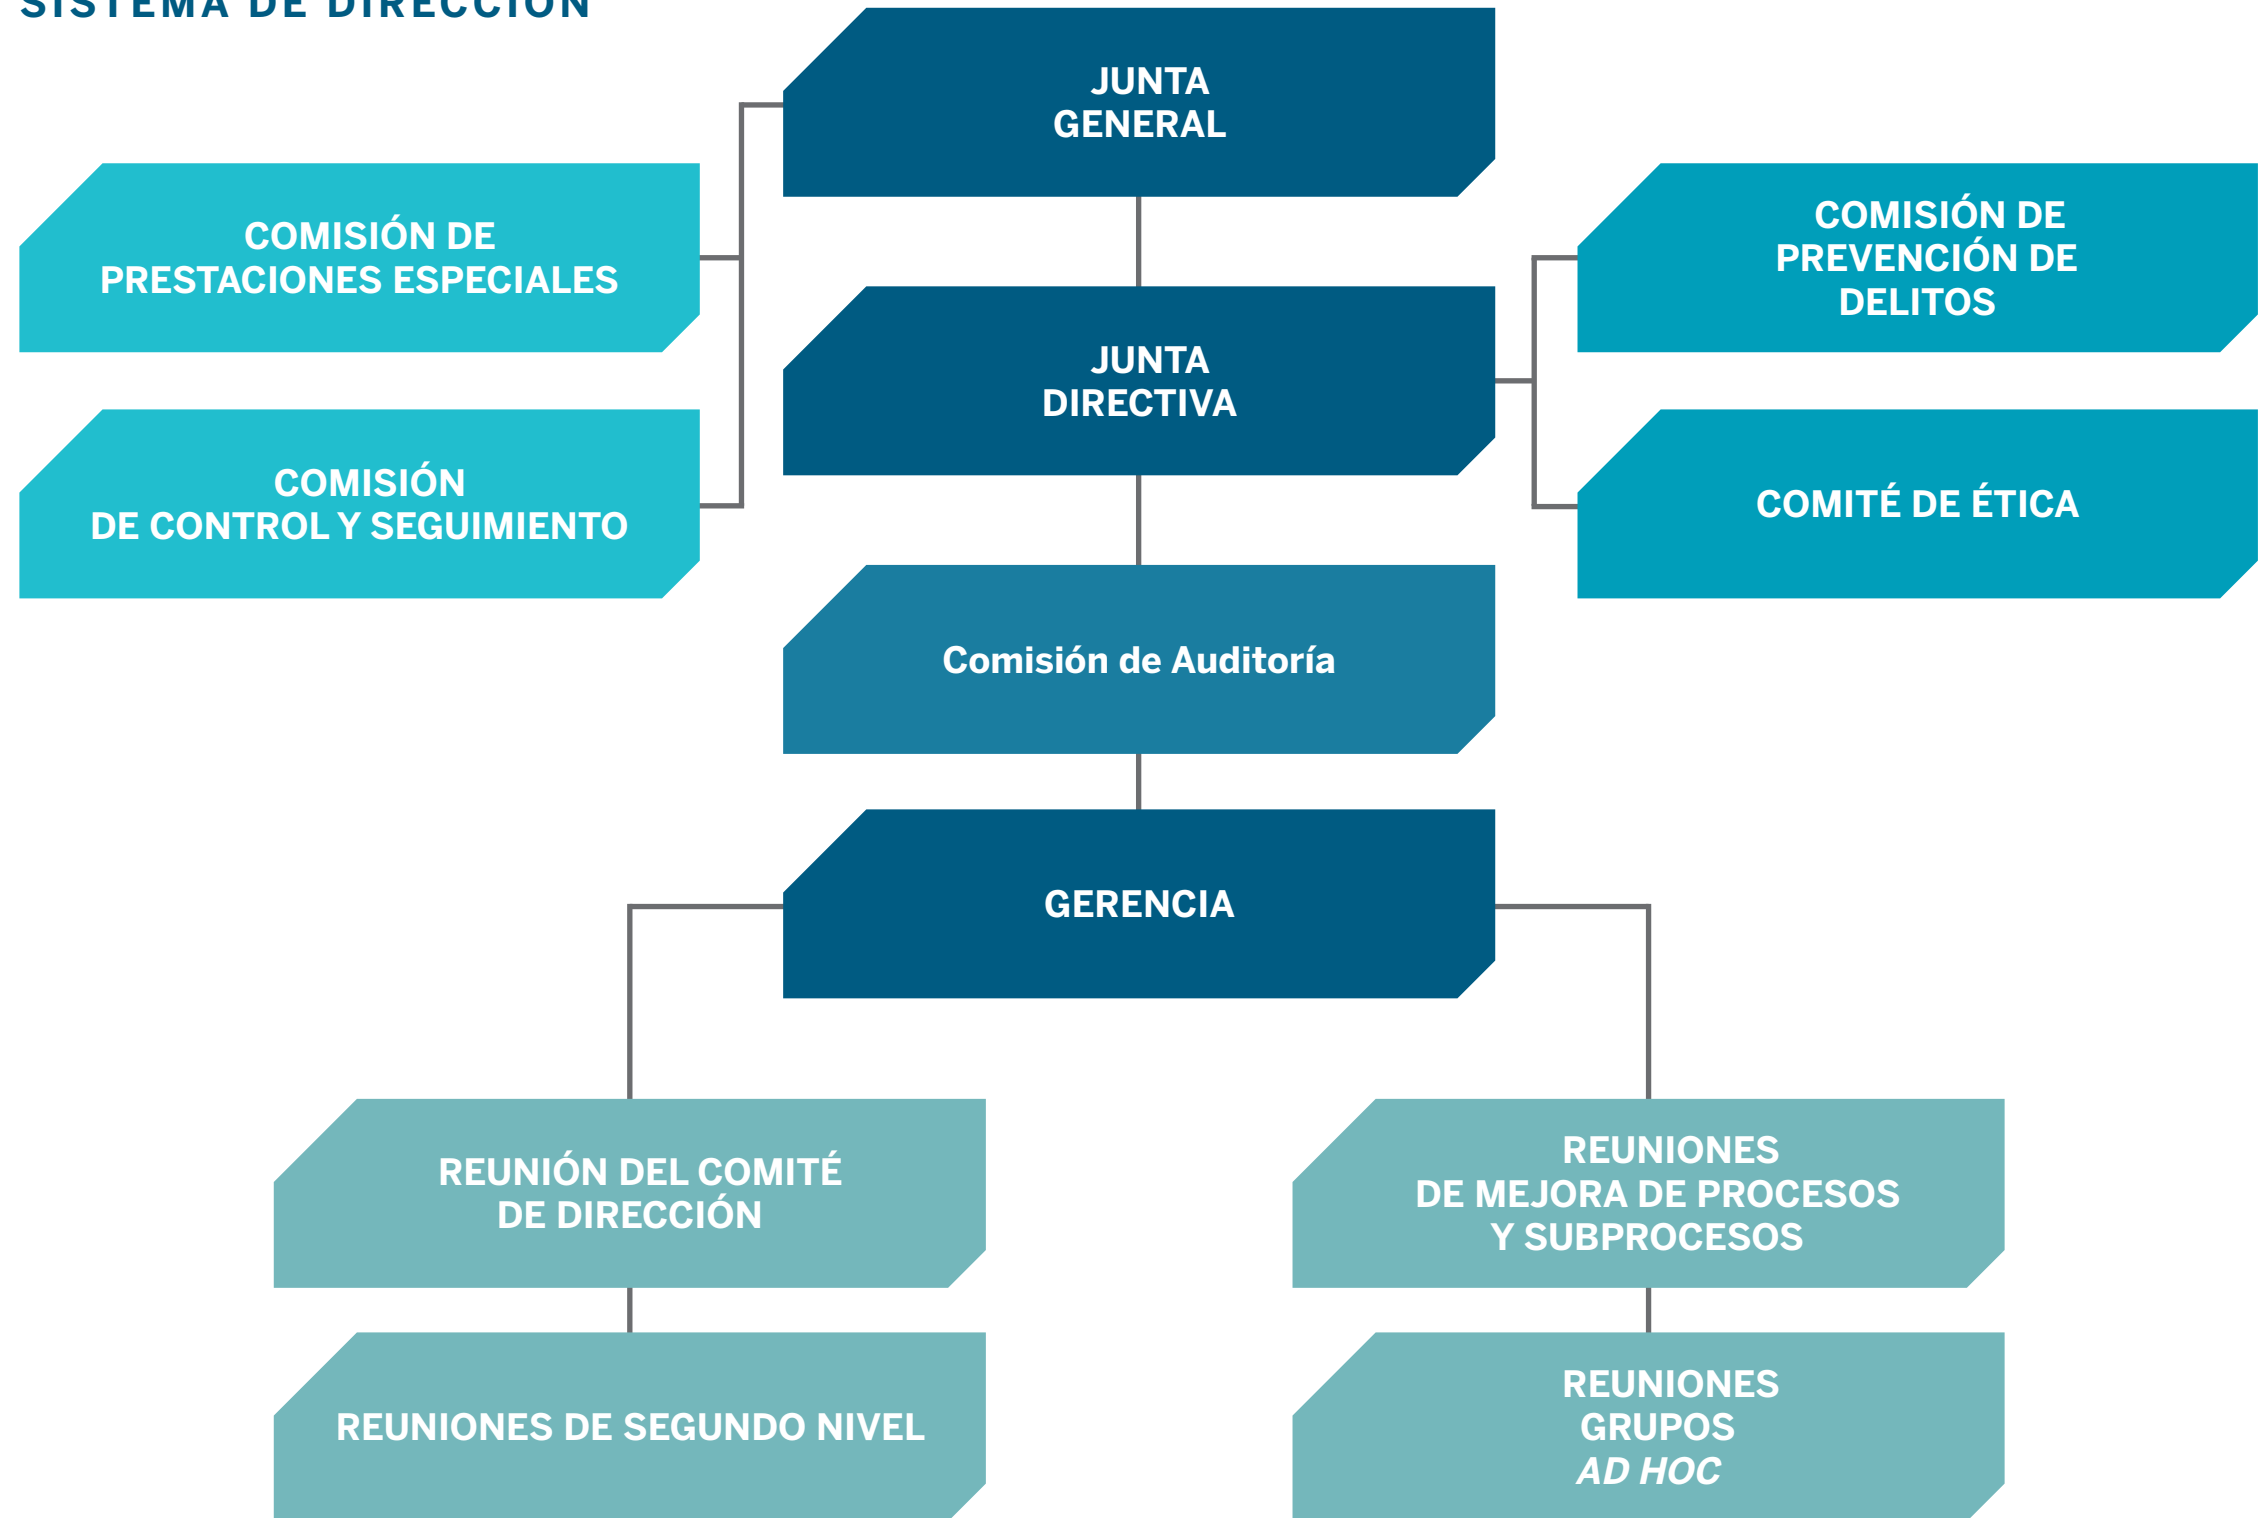 SISTEMA DE DIRECCIÓN
JUNTA
GENERAL
COMISIÓN DE
PRESTACIONES ESPECIALES
COMISIÓN DE
PREVENCIÓN DE
DELITOS
JUNTA
DIRECTIVA
COMISIÓN
DE CONTROL Y SEGUIMIENTO
COMITÉ DE ÉTICA
Comisión de Auditoría
GERENCIA
REUNIÓN DEL COMITÉ
DE DIRECCIÓN
REUNIONES
DE MEJORA DE PROCESOS
Y SUBPROCESOS
REUNIONES DE SEGUNDO NIVEL
REUNIONES
GRUPOS
AD HOC